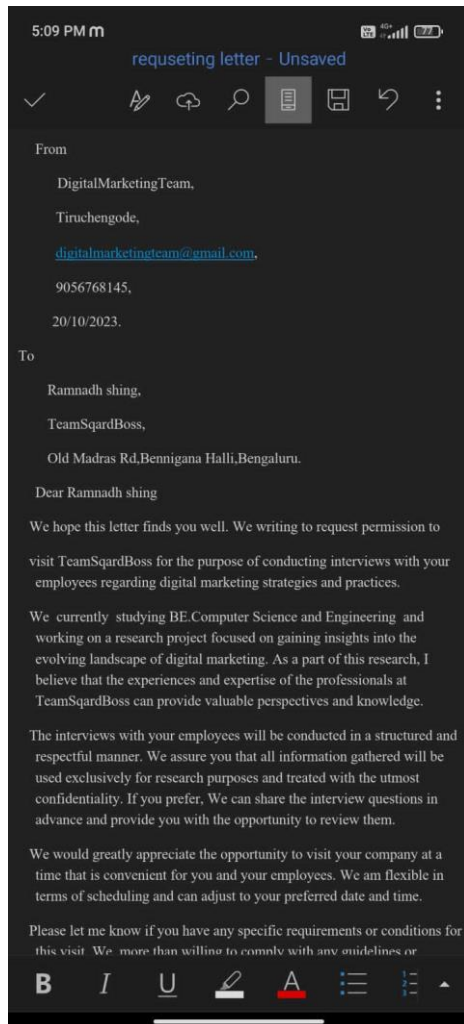 5:09 PM m
Vo LTE 4G+ 77
requseting letter - Unsaved
From
DigitalMarketingTeam,
Tiruchengode,
digitalmarketingteam@gmail.com,
9056768145,
20/10/2023.
To
Ramnadh shing,
TeamSqardBoss,
Old Madras Rd,Bennigana Halli,Bengaluru.
Dear Ramnadh shing
We hope this letter finds you well. We writing to request permission to
visit TeamSqardBoss for the purpose of conducting interviews with your
employees regarding digital marketing strategies and practices.
We currently studying BE.Computer Science and Engineering and
working on a research project focused on gaining insights into the
evolving landscape of digital marketing. As a part of this research, I
believe that the experiences and expertise of the professionals at
TeamSqardBoss can provide valuable perspectives and knowledge.
The interviews with your employees will be conducted in a structured and
respectful manner. We assure you that all information gathered will be
used exclusively for research purposes and treated with the utmost
confidentiality. If you prefer, We can share the interview questions in
advance and provide you with the opportunity to review them.
We would greatly appreciate the opportunity to visit your company at a
time that is convenient for you and your employees. We am flexible in
terms of scheduling and can adjust to your preferred date and time.
Please let me know if you have any specific requirements or conditions for
this visit. We more than willing to comply with any guidelines or
B I U A